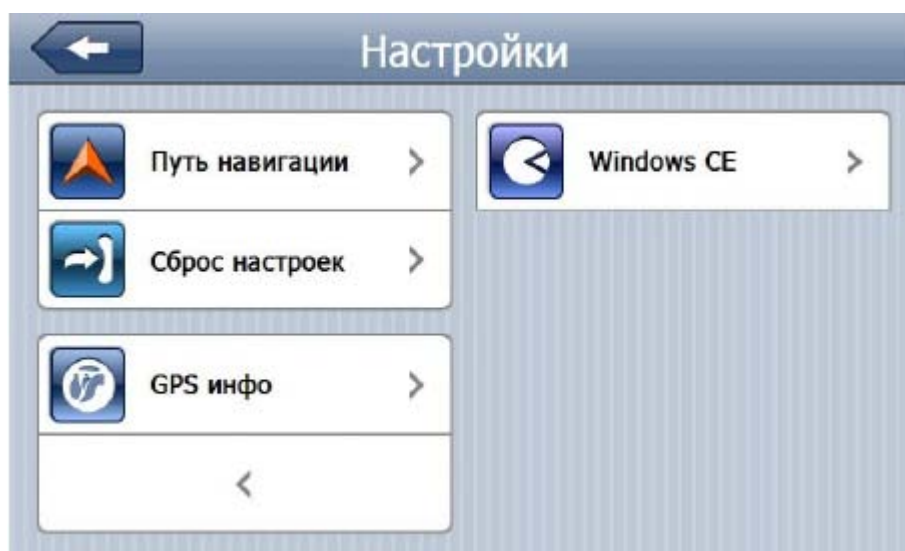 Настройки
Путь навигации
Сброс настроек
GPS инфо
Windows CE